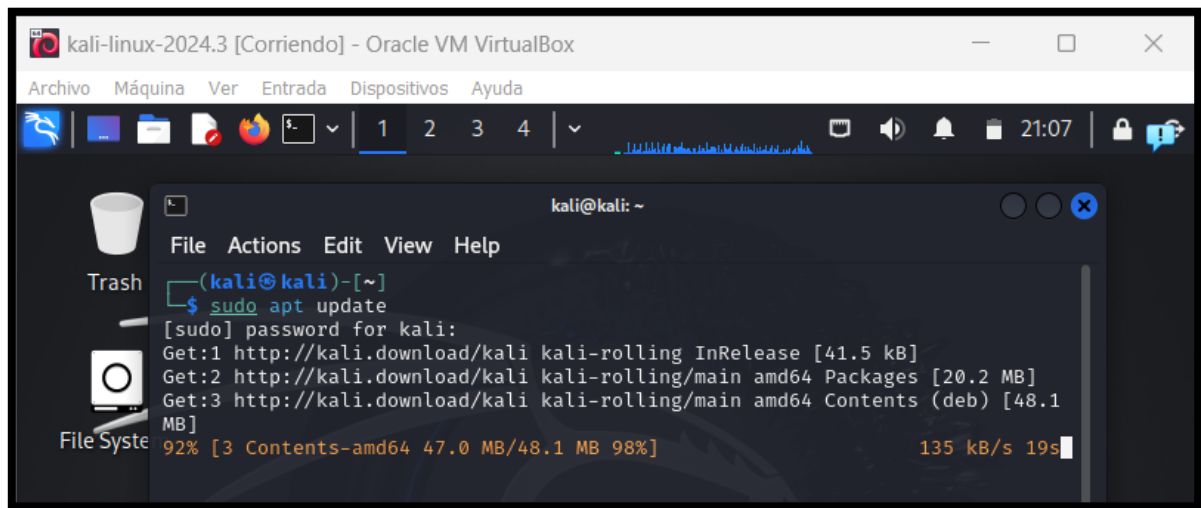 kali-linux-2024.3 [Corriendo] - Oracle VM VirtualBox
Archivo Máquina Ver Entrada Dispositivos Ayuda
1 2 3 4 21:07
kali@kali: ~
File Actions Edit View Help
Trash
┌──(kali㉿kali)-[~]
└─$ sudo apt update
[sudo] password for kali:
Get:1 http://kali.download/kali kali-rolling InRelease [41.5 kB]
Get:2 http://kali.download/kali kali-rolling/main amd64 Packages [20.2 MB]
Get:3 http://kali.download/kali kali-rolling/main amd64 Contents (deb) [48.1
MB]
File Syste
92% [3 Contents-amd64 47.0 MB/48.1 MB 98%] 135 kB/s 19s